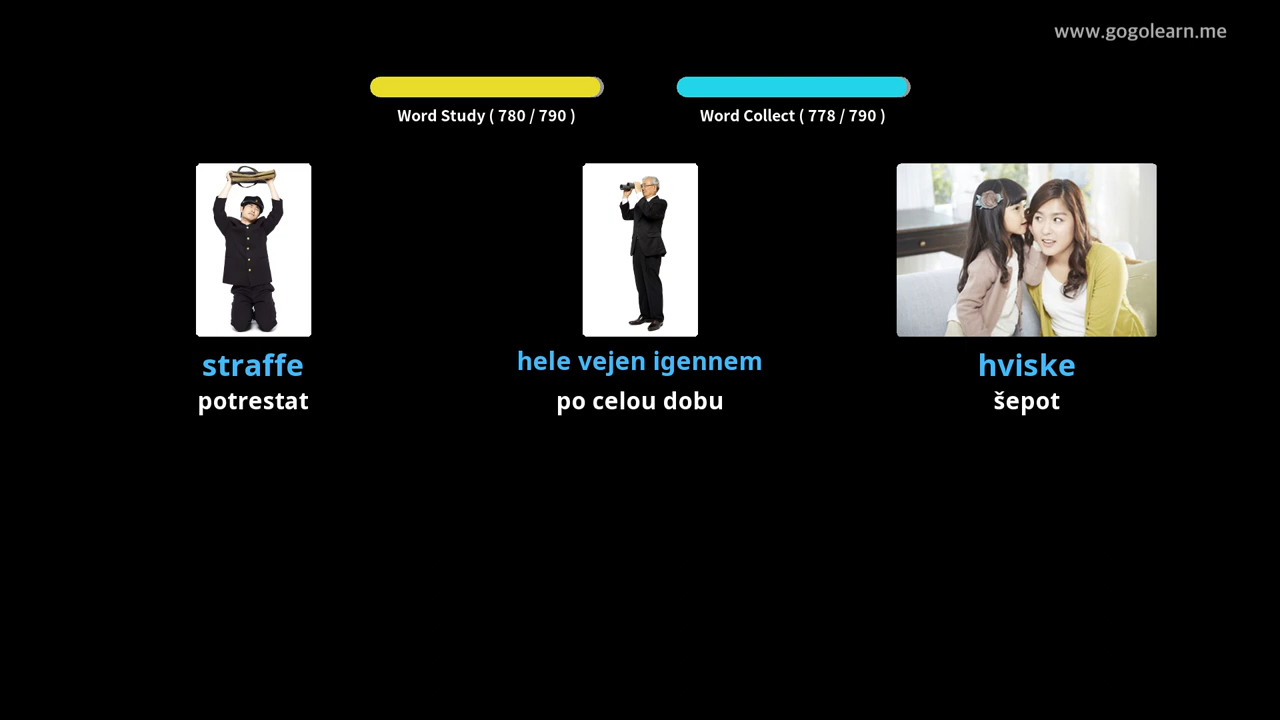 www.gogolearn.me
Word Study ( 780 / 790 )
Word Collect ( 778 / 790 )
straffe
potrestat
hele vejen igennem
po celou dobu
hviske
šepot